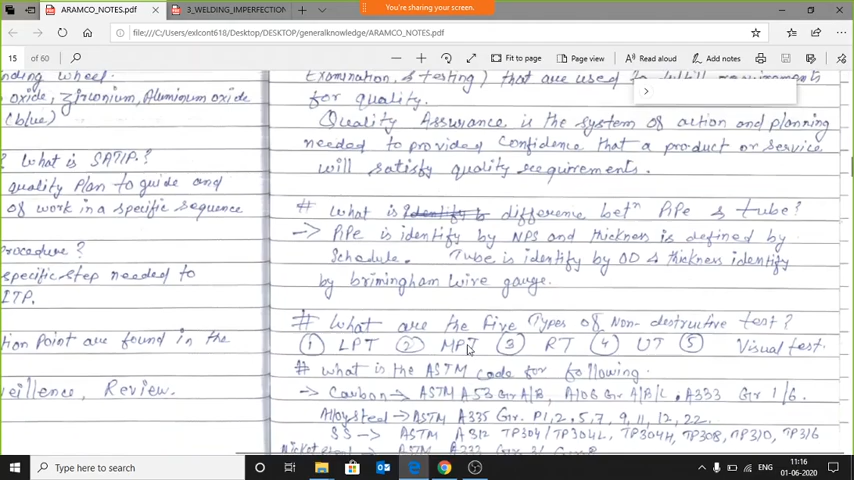 You're sharing your screen.
ARAMCO_NOTES.pdf
3_WELDING_IMPERFECTION
file:///C:/Users/exlcont618/Desktop/DESKTOP/generalknowledge/ARAMCO_NOTES.pdf
15 of 60
Fit to page
Page view
Read aloud
Add notes
nding wheel.
oxide, Zirconium, Aluminum oxide
(blue)
? What is SATIP?
quality Plan to guide and
of work in a specific sequence
rocedure?
specific step needed to
ITP.
tion Point are found in the
veillence, Review.
Examination, & testing) that are used to fulfill requirements
for quality.
Quality Assurance is the system of action and planning
needed to provided confidence that a product or service
will satisfy quality requirements.
# What is difference betn PiPe & tube?
-> PiPe is identify by NPS and thickness is defined by
Schedule. Tube is identify by OD & thickness identify
by brimingham wire gauge.
# What are the Five Types of Non-destructive test?
① LPT ② MPT ③ RT ④ UT ⑤ Visual test.
# what is the ASTM code for following.
-> Carbon -> ASTM A53 Gr A/B, A106 Gr A/B/C, A333 Gr 1/6.
Alloy steel -> ASTM A335 Gr. P1,2,5,7,9,11,12,22
SS -> ASTM A312 TP304/TP304L, TP304H, TP308, TP310, TP316
ASTM A333
Type here to search
ENG
11:16
01-06-2020